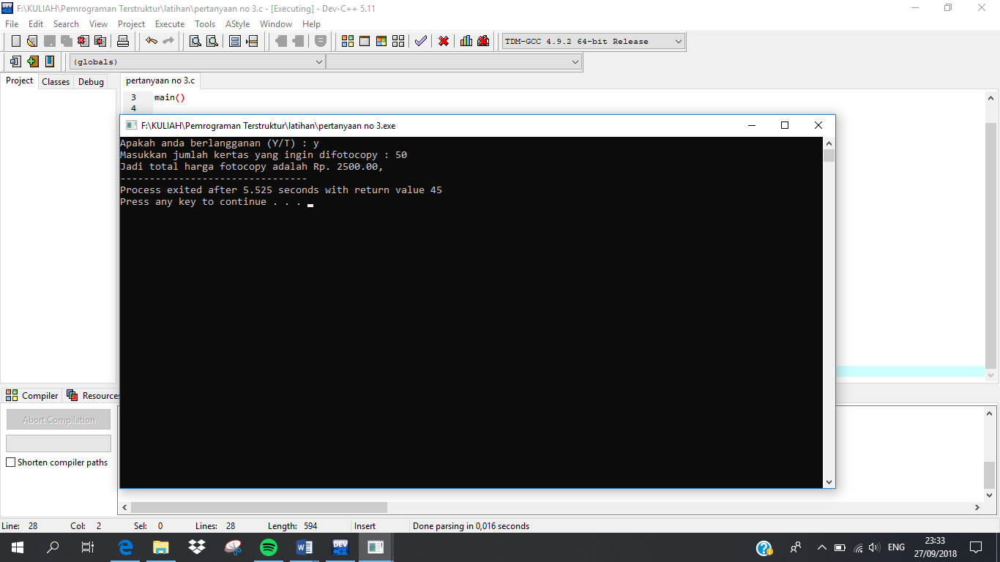 F:\KULIAH\Pemrograman Terstruktur\latihan\pertanyaan no 3.c - [Executing] - Dev-C++ 5.11
File Edit Search View Project Execute Tools AStyle Window Help
TDM-GCC 4.9.2 64-bit Release
(globals)
Project Classes Debug
pertanyaan no 3.c
3 main()
4
F:\KULIAH\Pemrograman Terstruktur\latihan\pertanyaan no 3.exe
Apakah anda berlangganan (Y/T) : y
Masukkan jumlah kertas yang ingin difotocopy : 50
Jadi total harga fotocopy adalah Rp. 2500.00,
--------------------------------
Process exited after 5.525 seconds with return value 45
Press any key to continue . . .
Compiler Resources
Abort Compilation
Shorten compiler paths
Line: 28 Col: 2 Sel: 0 Lines: 28 Length: 594 Insert Done parsing in 0,016 seconds
ENG
23:33
27/09/2018